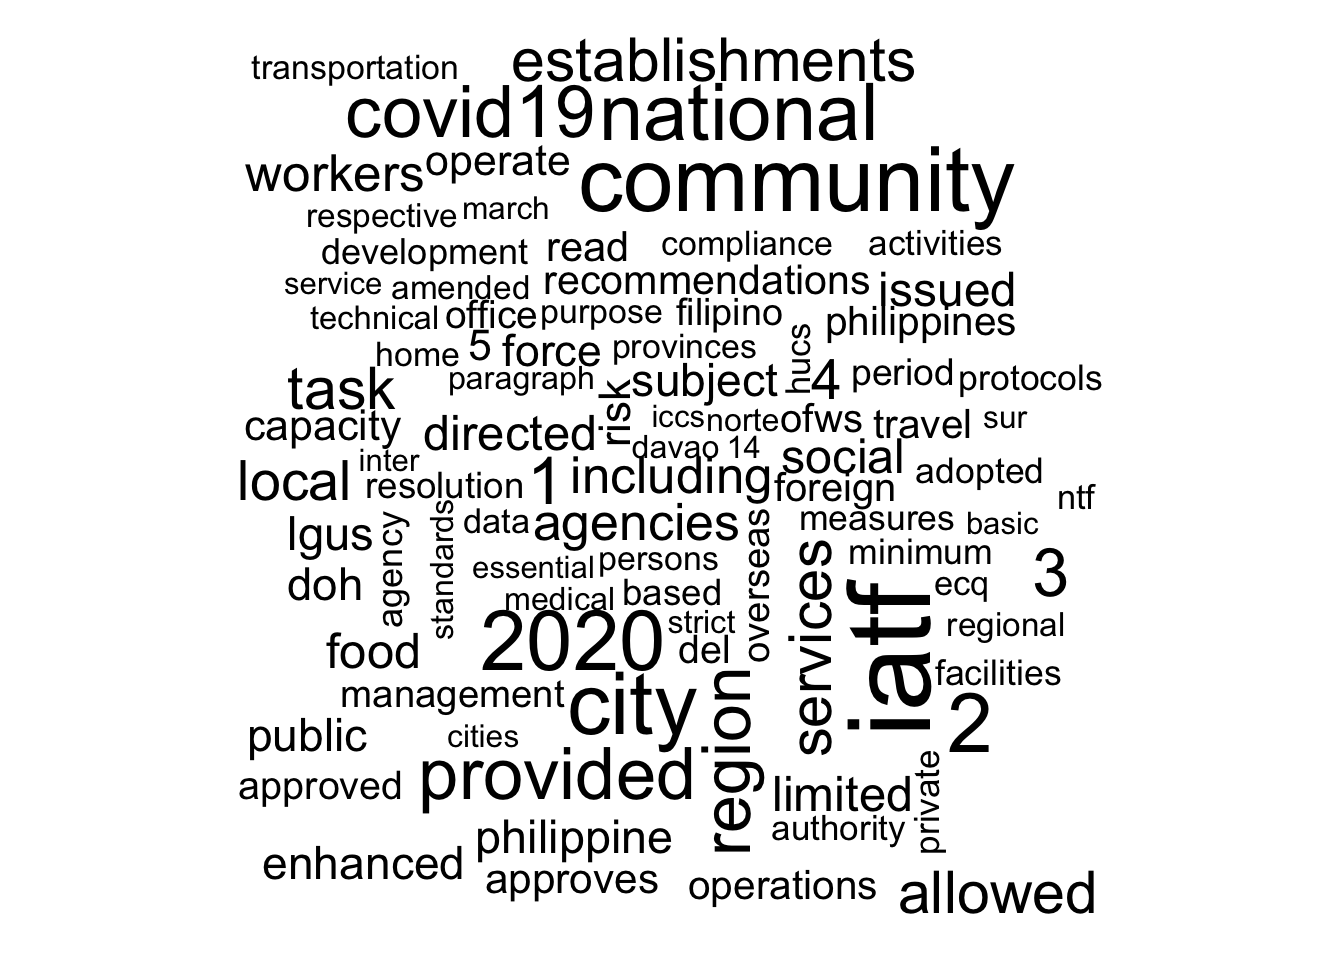 transportation establishments
covid19 national
workers operate community
respective march
development read compliance activities
service amended recommendations issued
technical office purpose filipino philippines
home 5 force provinces hucs
task paragraph risk subject 4 period protocols
capacity directed iccs norte ofws travel sur
davao 14
local inter resolution 1 including social foreign adopted ntf
lgus agency standards data agencies overseas measures basic
doh essential persons services minimum 3
medical based iatf ecq
food 2020 strict del regional
management city region facilities 2
public cities
approved provided limited private
authority
enhanced philippine
approves operations allowed